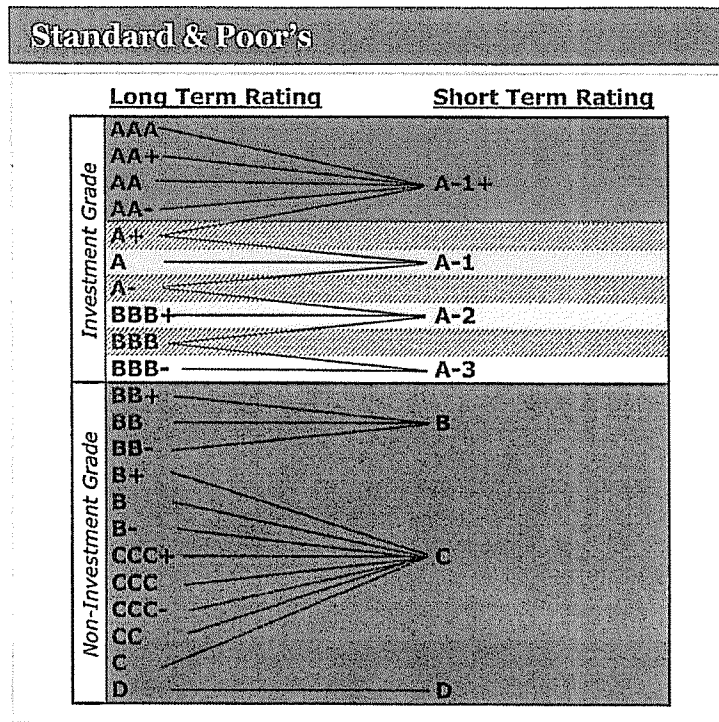 Standard & Poor's
Long Term Rating Short Term Rating
Investment Grade
AAA
AA+
AA A-1+
AA-
A+
A A-1
A-
BBB+ A-2
BBB
BBB- A-3
Non-Investment Grade
BB+
BB B
BB-
B+
B
B-
CCC+ C
CCC
CCC-
CC
C
D D